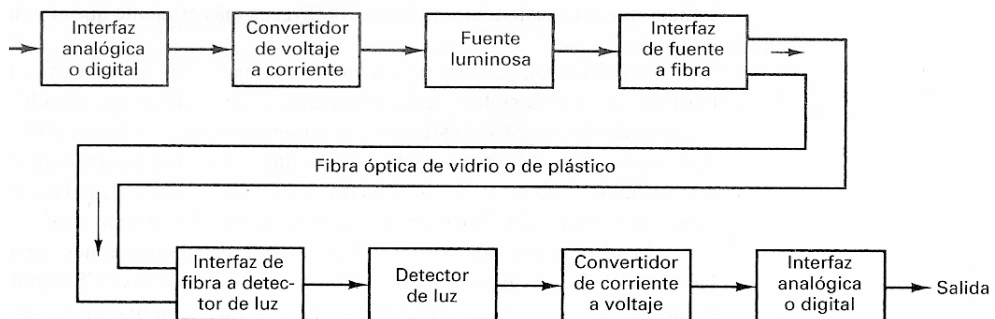 Interfaz
analógica
o digital
Convertidor
de voltaje
a corriente
Fuente
luminosa
Interfaz
de fuente
a fibra
Fibra óptica de vidrio o de plástico
Interfaz de
fibra a detec-
tor de luz
Detector
de luz
Convertidor
de corriente
a voltaje
Interfaz
analógica
o digital
Salida